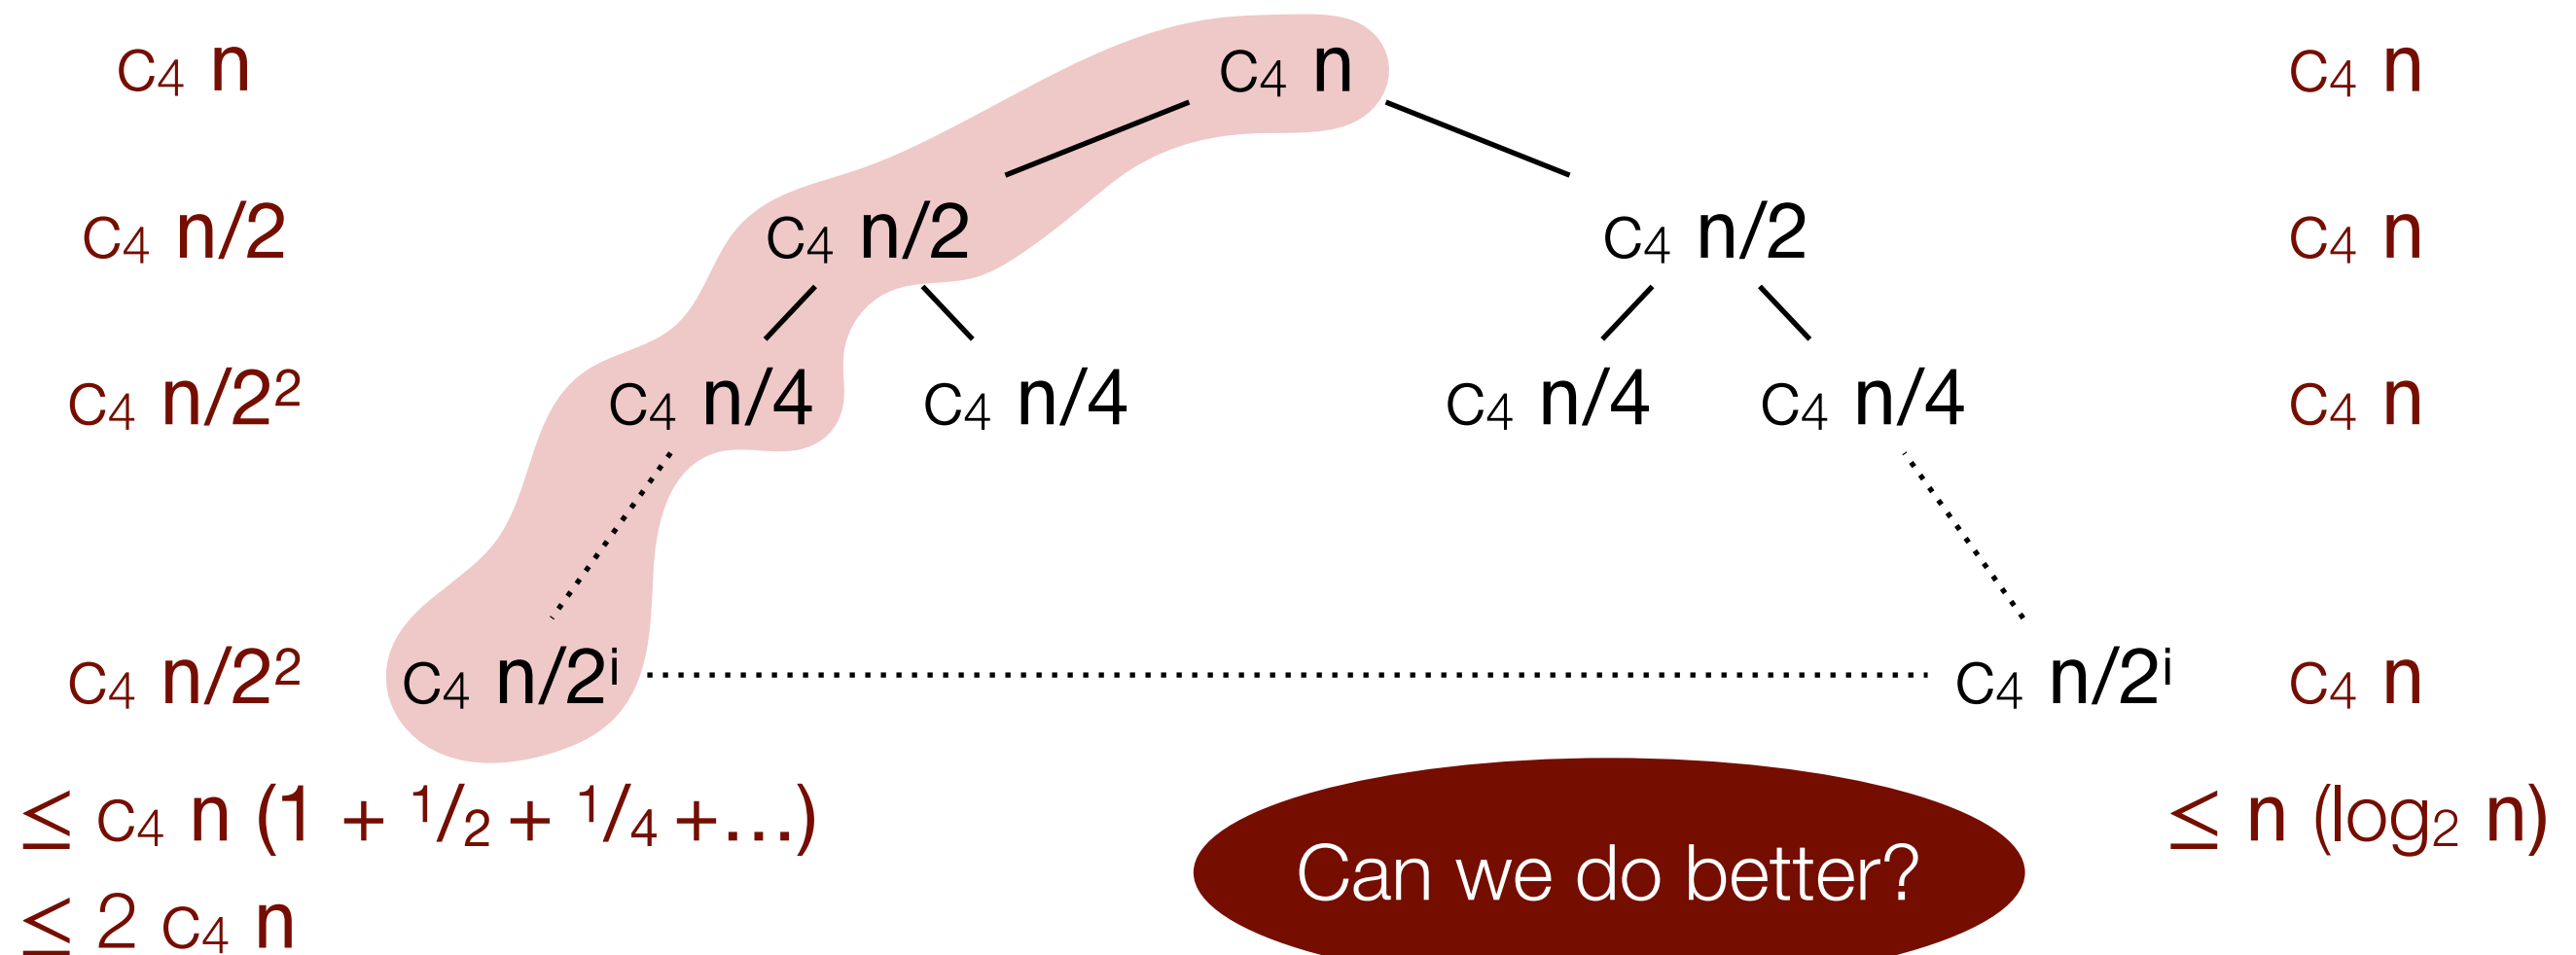 c₄ n c₄ n c₄ n
c₄ n/2 c₄ n/2 c₄ n/2 c₄ n
c₄ n/2² c₄ n/4 c₄ n/4 c₄ n/4 c₄ n/4 c₄ n
c₄ n/2² c₄ n/2ⁱ c₄ n/2ⁱ c₄ n
≤ c₄ n (1 + ¹/₂ + ¹/₄ +…) ≤ n (log₂ n)
Can we do better?
≤ 2 c₄ n